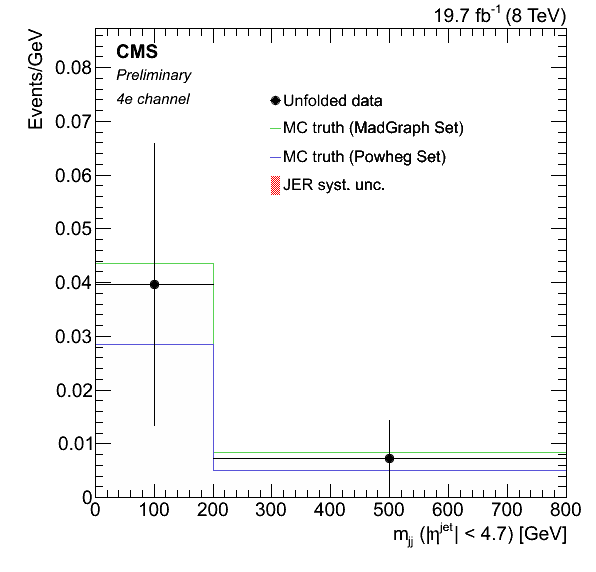 19.7 fb⁻¹ (8 TeV)
Events/GeV
CMS
Preliminary
4e channel
Unfolded data
MC truth (MadGraph Set)
MC truth (Powheg Set)
JER syst. unc.
0.08
0.07
0.06
0.05
0.04
0.03
0.02
0.01
0
0 100 200 300 400 500 600 700 800
m_jj (|η^jet| < 4.7) [GeV]